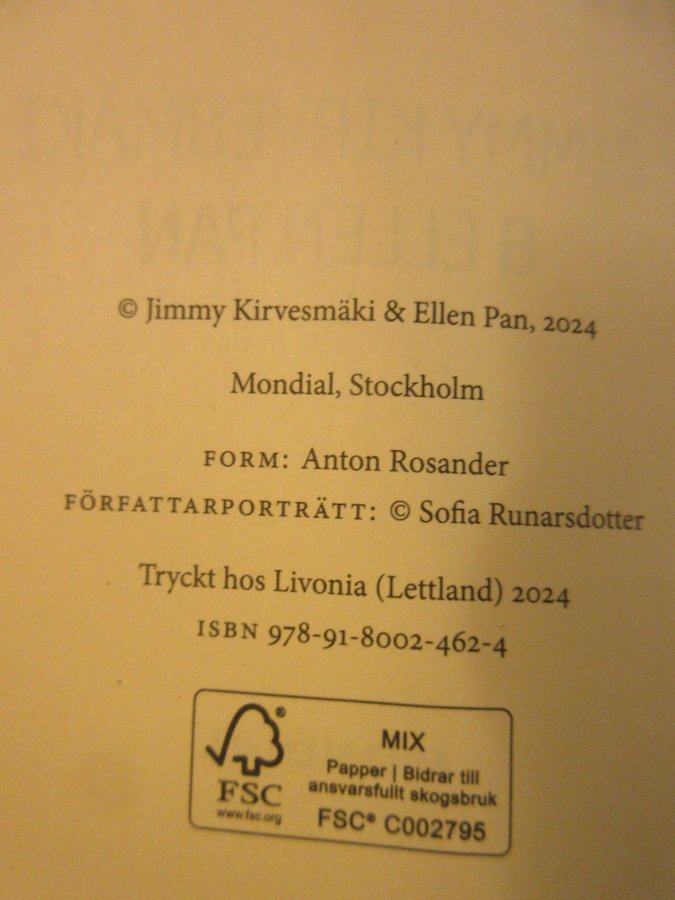 © Jimmy Kirvesmäki & Ellen Pan, 2024
Mondial, Stockholm
FORM: Anton Rosander
FÖRFATTARPORTRÄTT: © Sofia Runarsdotter
Tryckt hos Livonia (Lettland) 2024
ISBN 978-91-8002-462-4
FSC
www.fsc.org
MIX
Papper | Bidrar till
ansvarsfullt skogsbruk
FSC® C002795